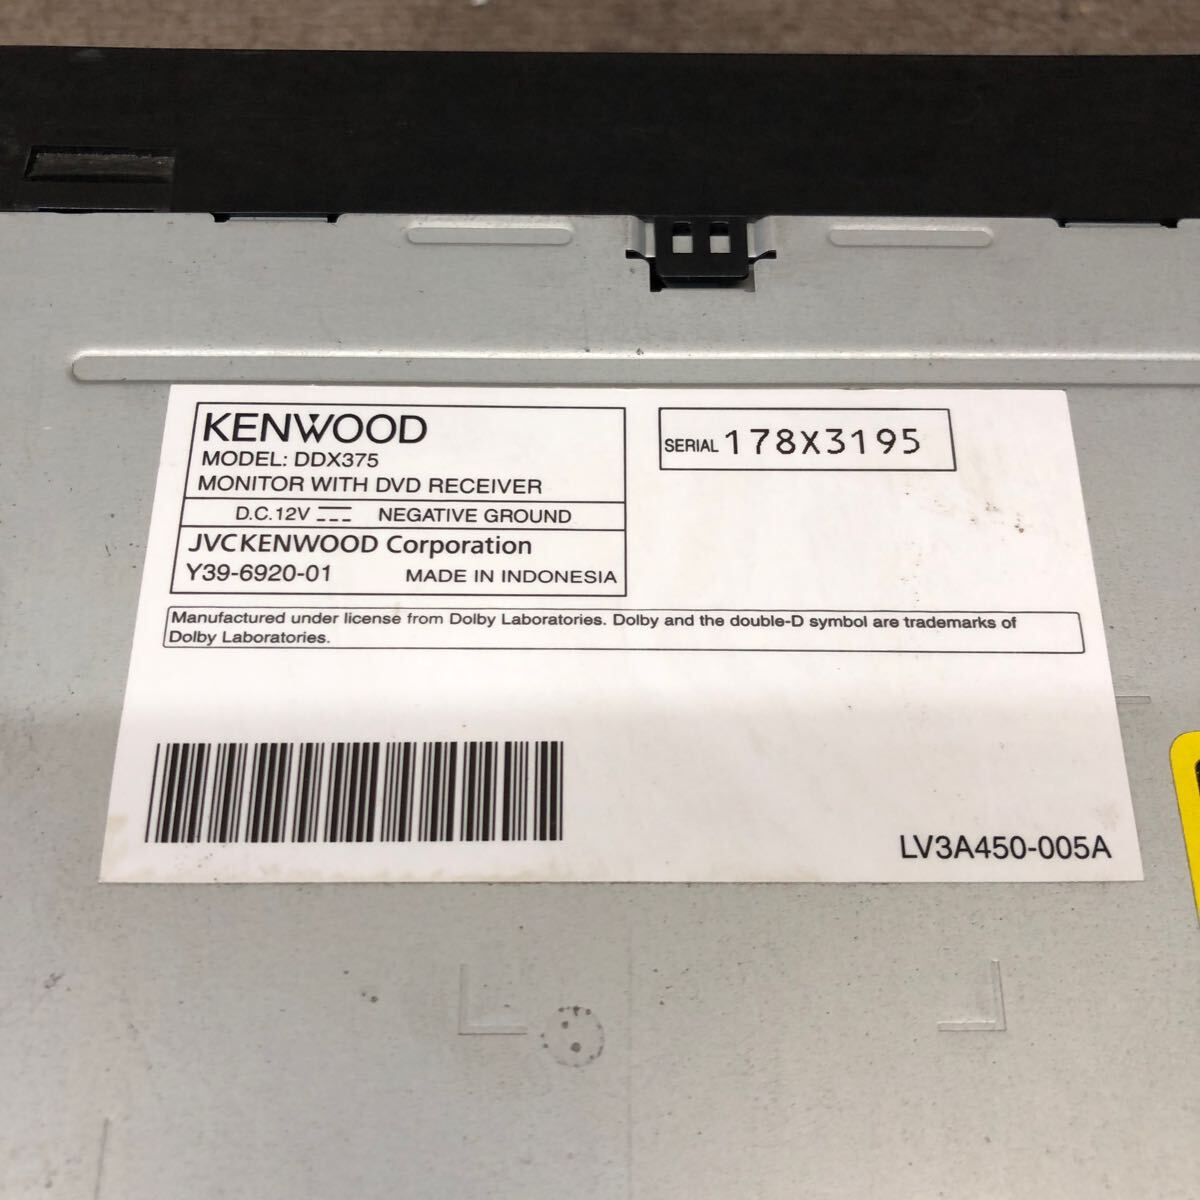 KENWOOD
MODEL: DDX375
MONITOR WITH DVD RECEIVER
D.C.12V NEGATIVE GROUND
JVCKENWOOD Corporation
Y39-6920-01 MADE IN INDONESIA
SERIAL 178X3195
Manufactured under license from Dolby Laboratories. Dolby and the double-D symbol are trademarks of
Dolby Laboratories.
LV3A450-005A